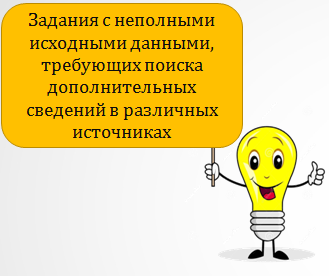 Задания с неполными
исходными данными,
требующих поиска
дополнительных
сведений в различных
источниках